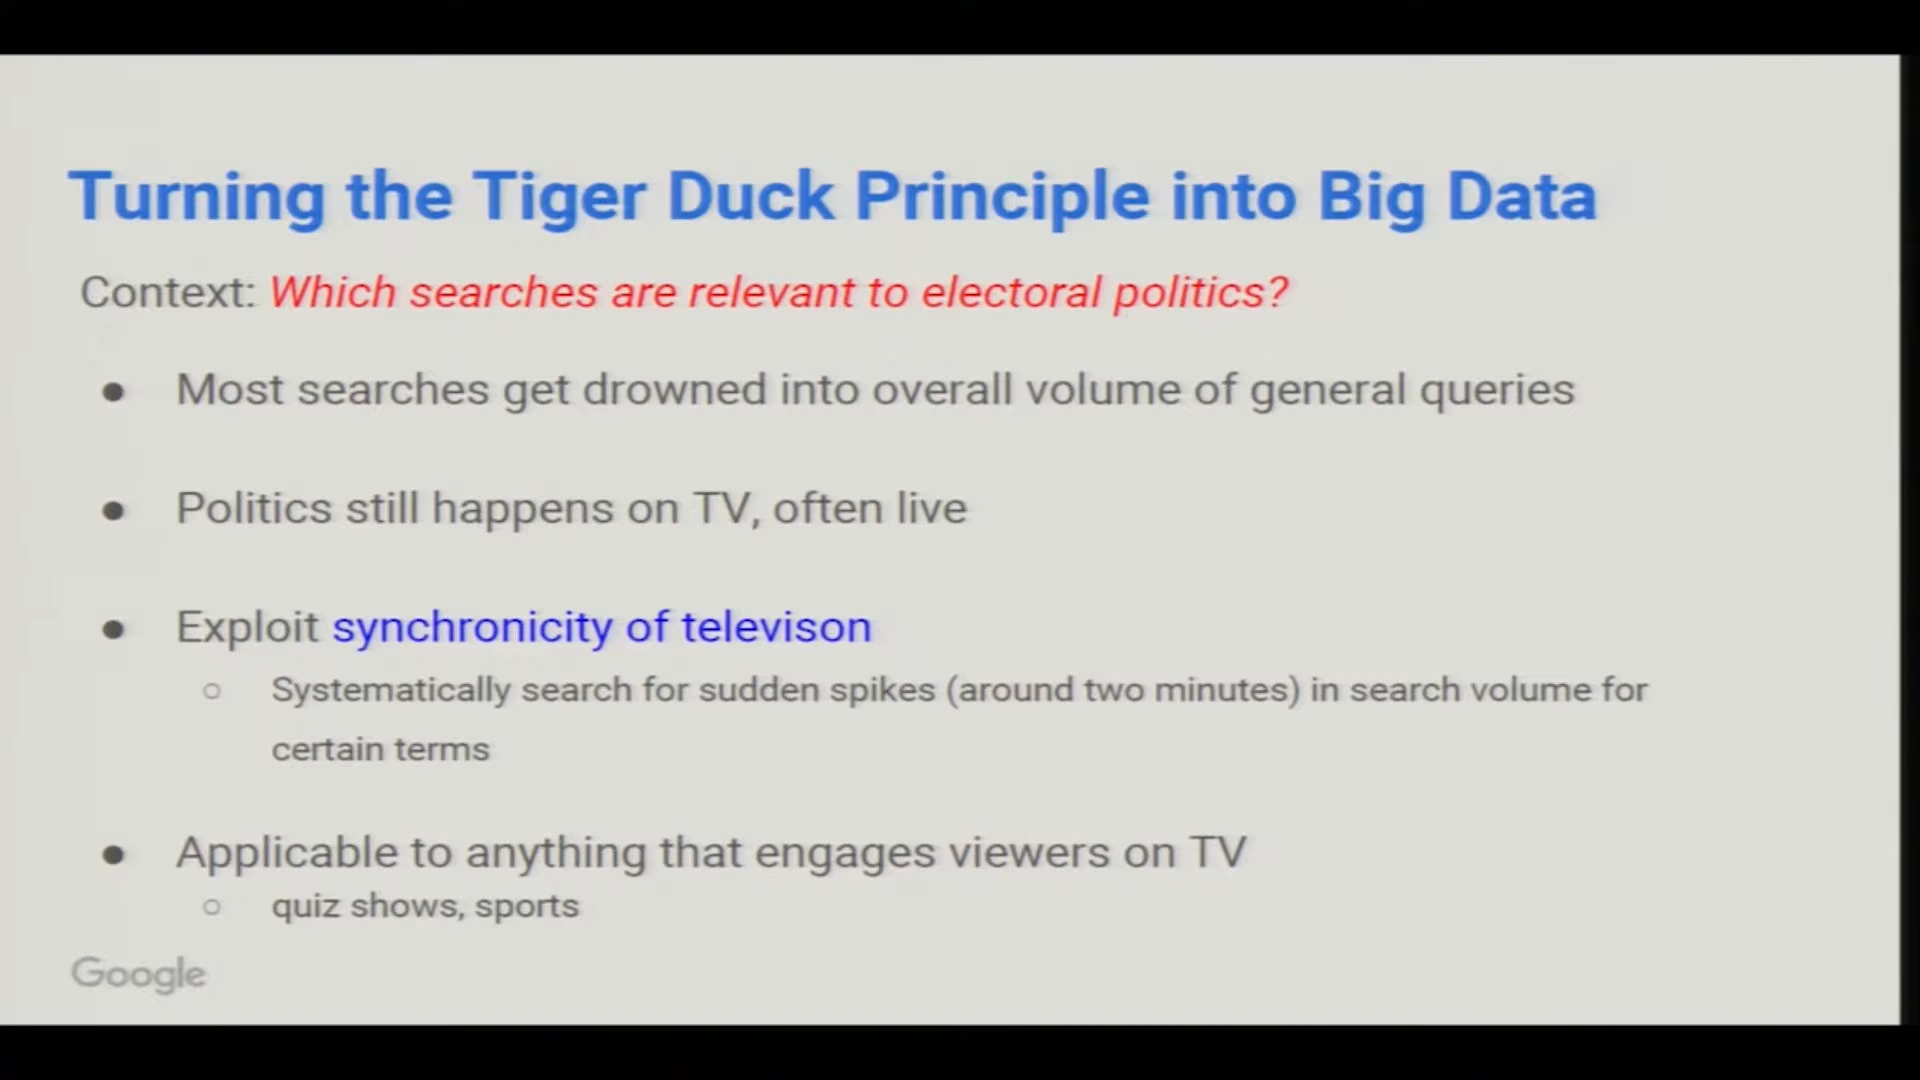 Turning the Tiger Duck Principle into Big Data
Context: Which searches are relevant to electoral politics?
● Most searches get drowned into overall volume of general queries
● Politics still happens on TV, often live
● Exploit synchronicity of televison
○ Systematically search for sudden spikes (around two minutes) in search volume for
certain terms
● Applicable to anything that engages viewers on TV
○ quiz shows, sports
Google